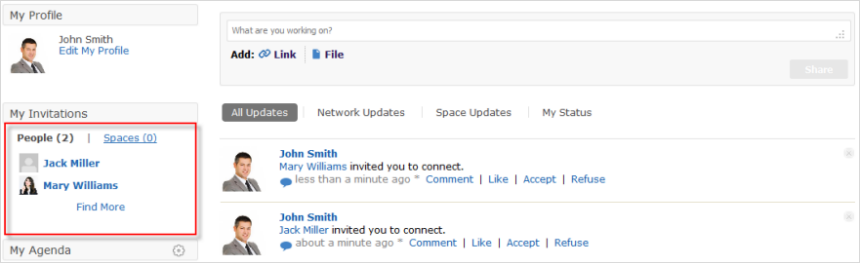 My Profile
John Smith
Edit My Profile
My Invitations
People (2) | Spaces (0)
Jack Miller
Mary Williams
Find More
My Agenda
What are you working on?
Add: Link | File
Share
All Updates | Network Updates | Space Updates | My Status
John Smith
Mary Williams invited you to connect.
less than a minute ago * Comment | Like | Accept | Refuse
John Smith
Jack Miller invited you to connect.
about a minute ago * Comment | Like | Accept | Refuse